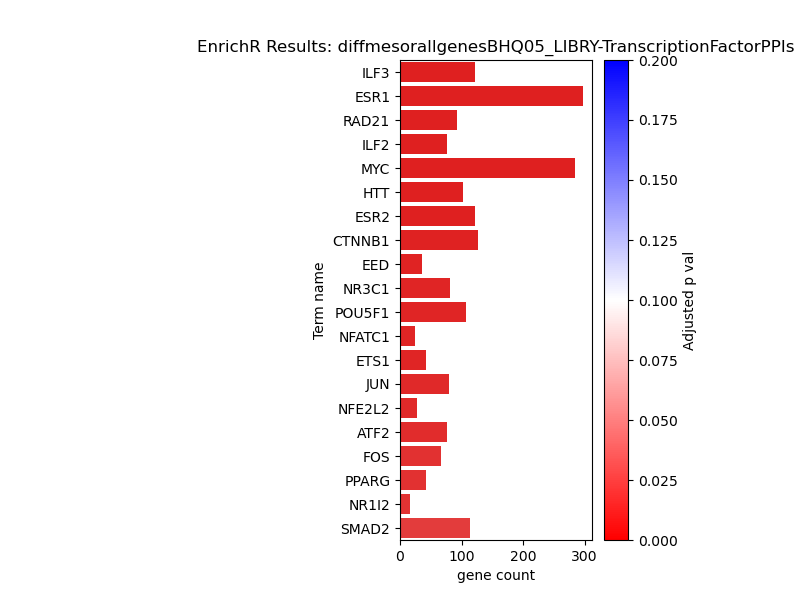 EnrichR Results: diffmesorallgenesBHQ05_LIBRY-TranscriptionFactorPPIs
ILF3
ESR1
RAD21
ILF2
MYC
HTT
ESR2
CTNNB1
EED
NR3C1
POU5F1
NFATC1
ETS1
JUN
NFE2L2
ATF2
FOS
PPARG
NR1I2
SMAD2
Term name
0 100 200 300
gene count
0.200
0.175
0.150
0.125
0.100
0.075
0.050
0.025
0.000
Adjusted p val